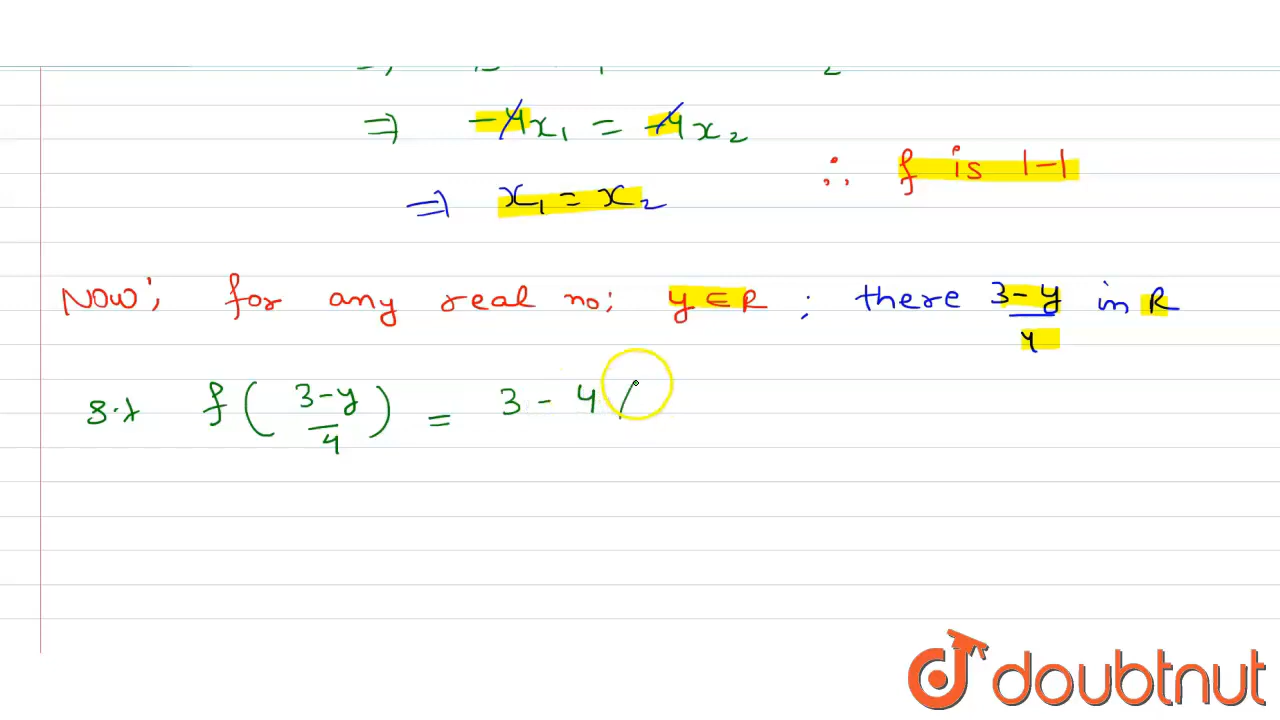 ⇒ -4x₁ = -4x₂
∴ f is 1-1
⇒ x₁ = x₂
Now; for any real no; y ∈ R ; there 3-y/4 in R
s.t f(3-y/4) = 3 - 4(
doubtnut